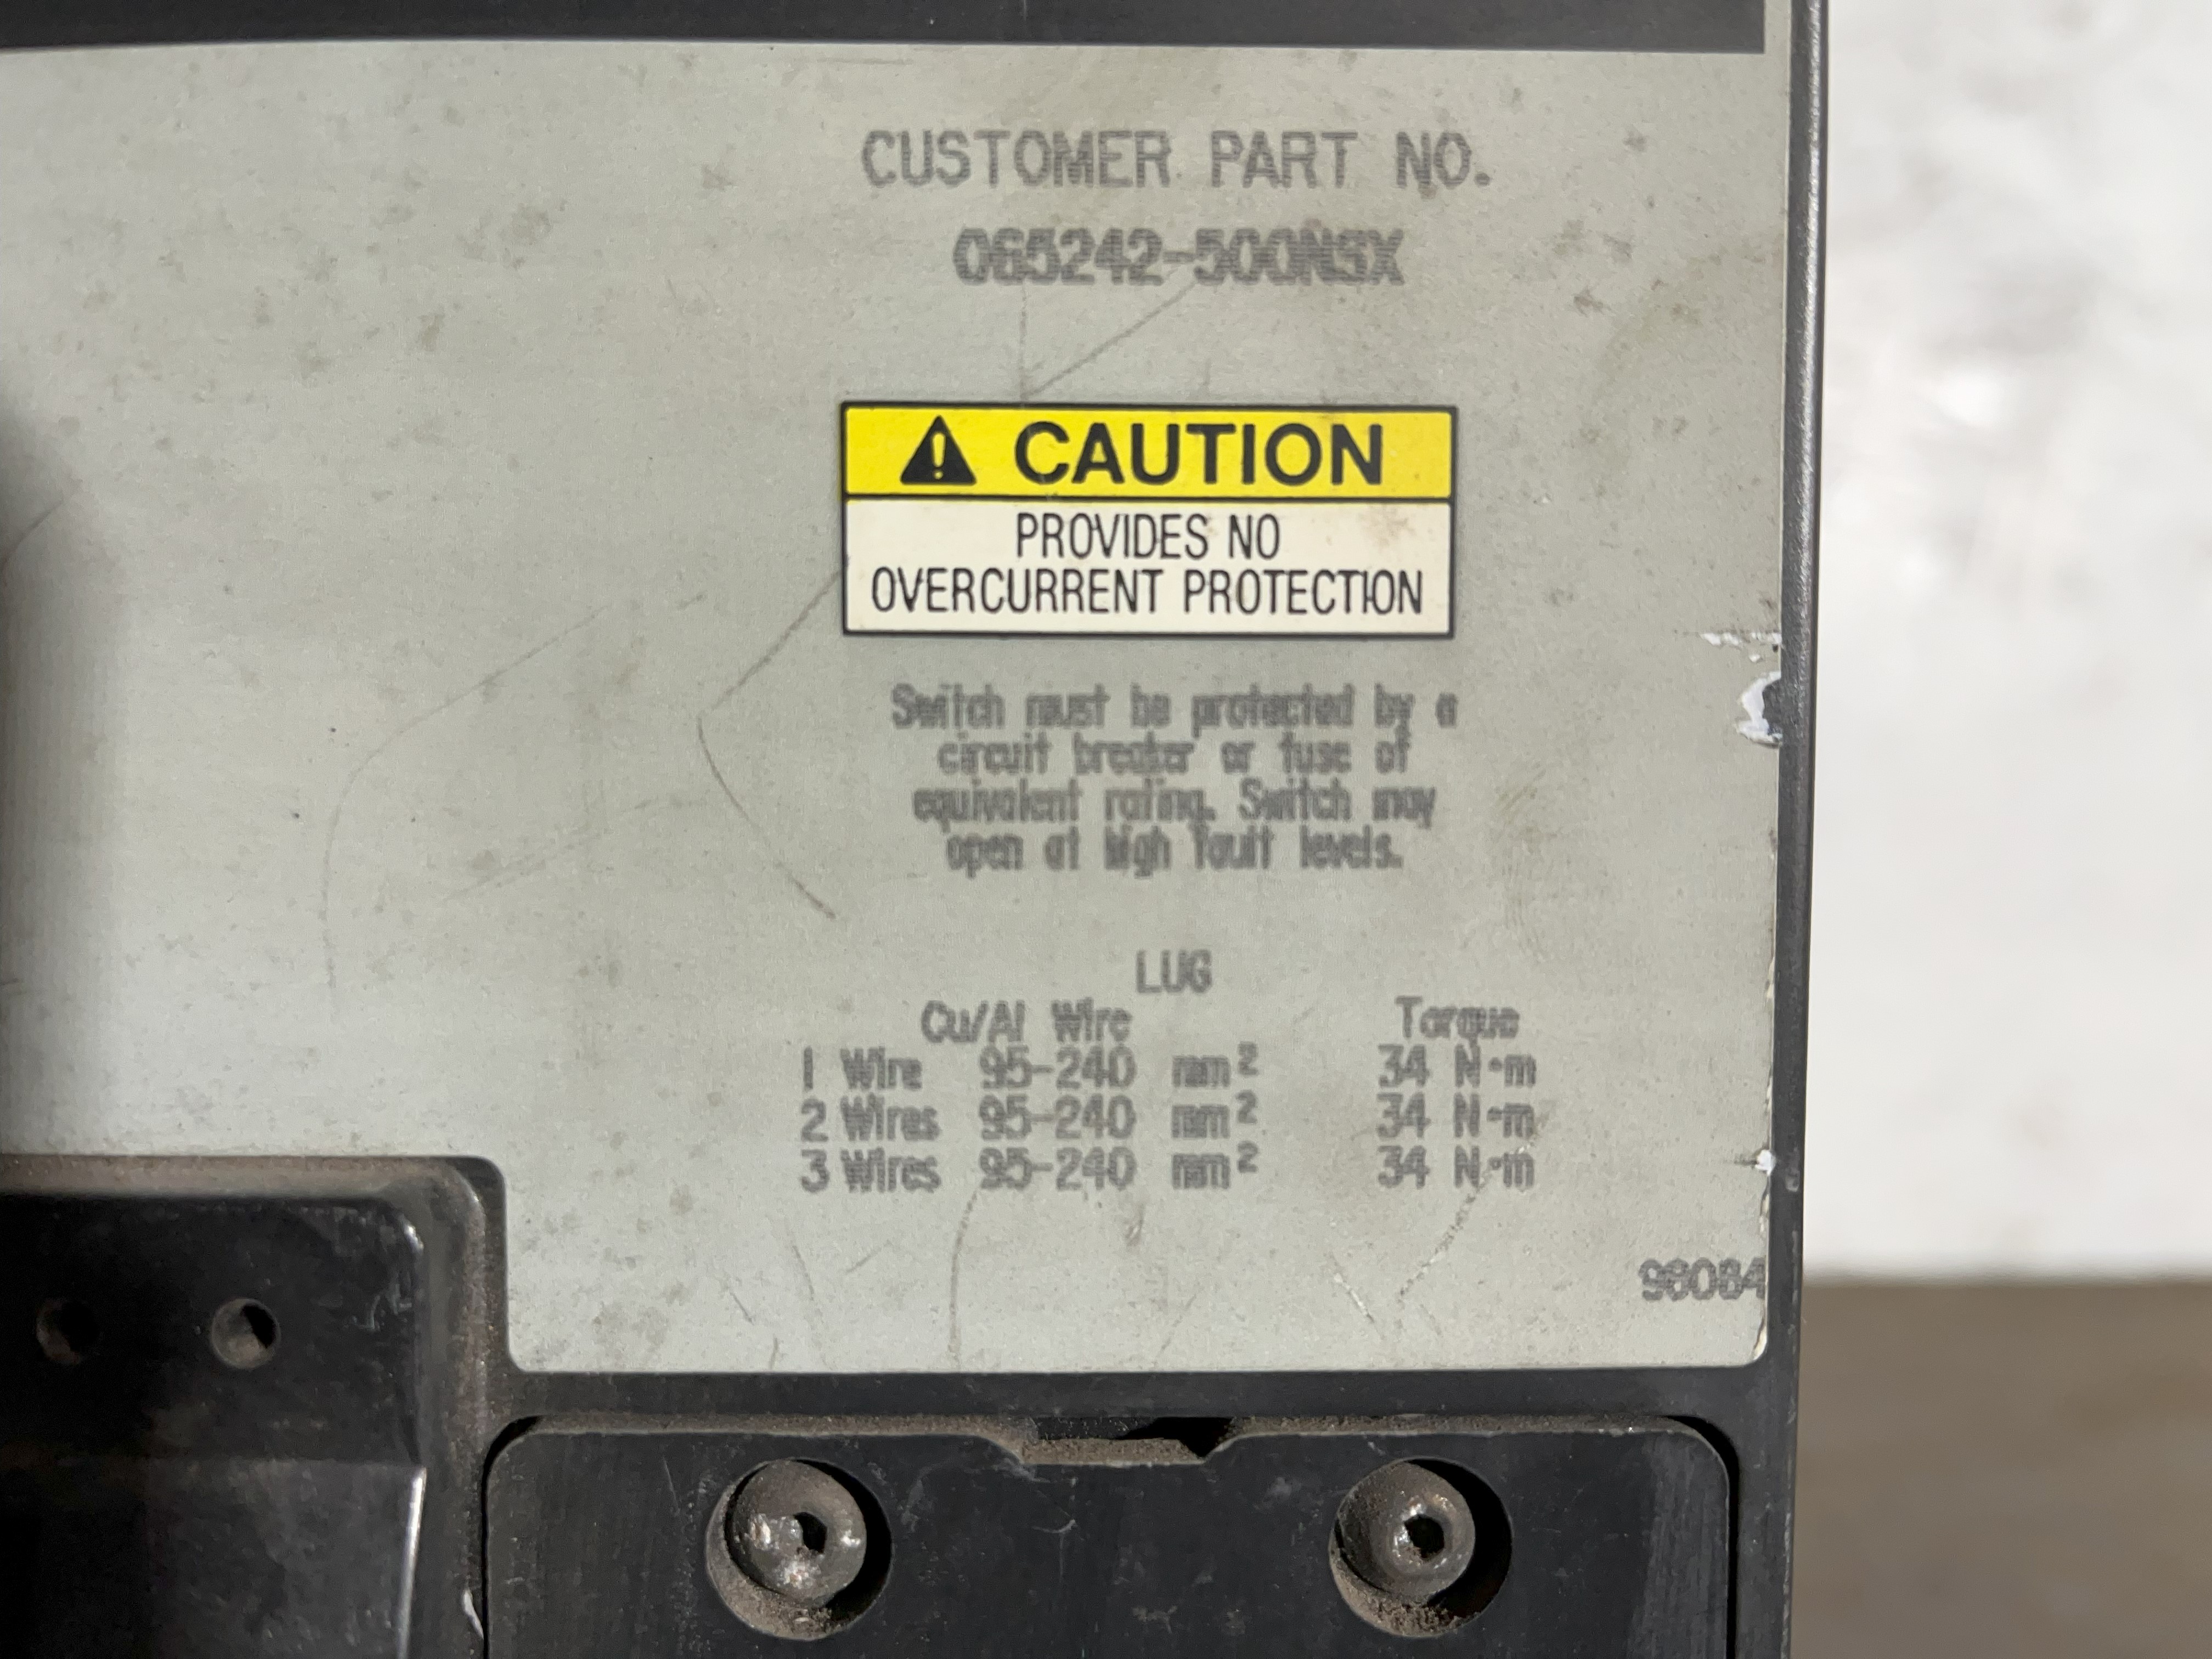 CUSTOMER PART NO.
065242-500NSX
CAUTION
PROVIDES NO
OVERCURRENT PROTECTION
Switch must be protected by a
circuit breaker or fuse of
equivalent rating. Switch may
open at high fault levels.
LUG
Cu/Al Wire Torque
1 Wire 95-240 mm² 34 N·m
2 Wires 95-240 mm² 34 N·m
3 Wires 95-240 mm² 34 N·m
98084